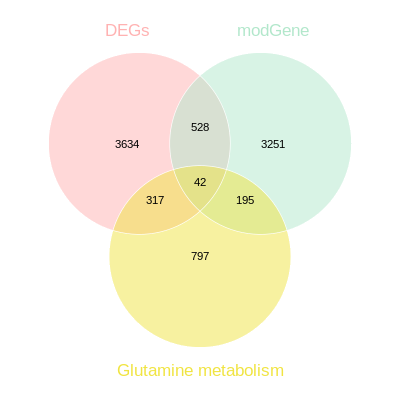 DEGs modGene
528
3634 3251
42
317 195
797
Glutamine metabolism